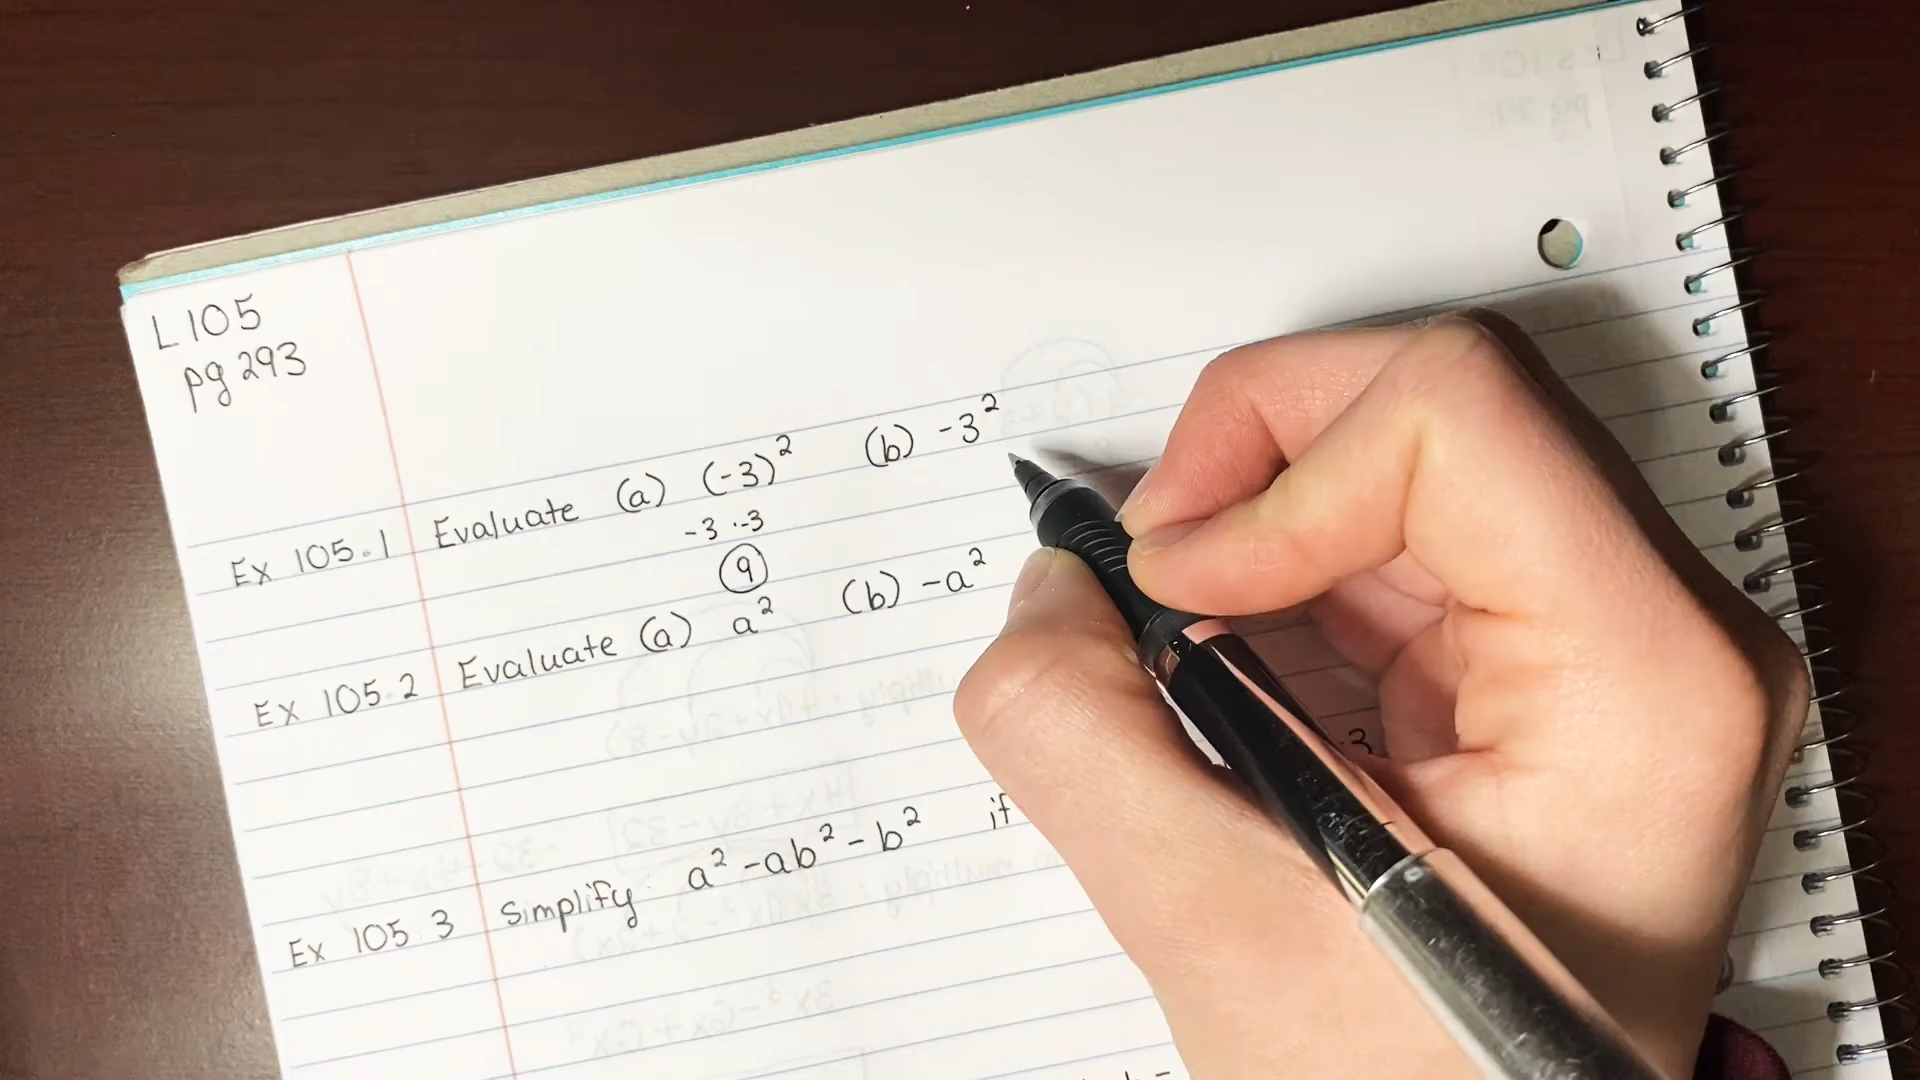 L105
pg 293
Ex 105.1 Evaluate (a) (-3)² (b) -3²
-3 · -3
9
Ex 105.2 Evaluate (a) a² (b) -a²
Ex 105.3 Simplify: a² - ab² - b² if